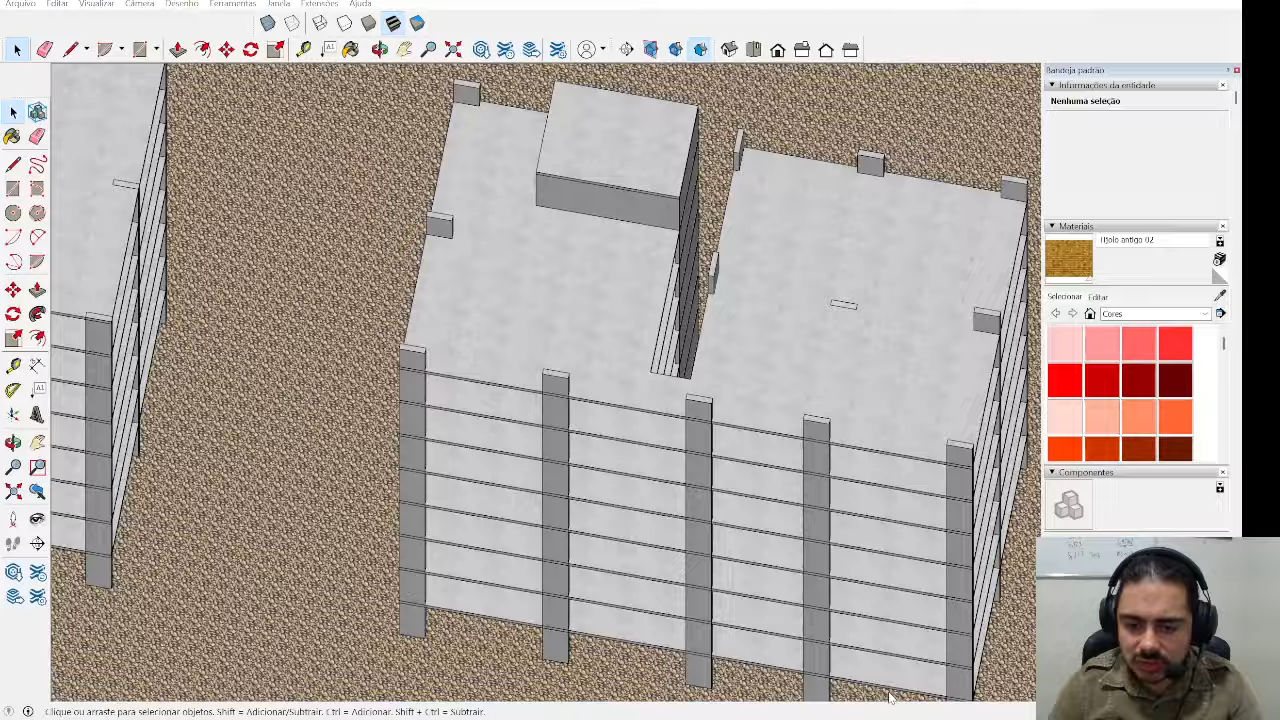 Arquivo Editar Visualizar Câmera Desenho Ferramentas Janela Extensões Ajuda
Bandeja padrão
Informações da entidade
Nenhuma seleção
Materiais
Tijolo antigo 02
Selecionar Editar
Cores
Componentes
Clique ou arraste para selecionar objetos. Shift = Adicionar/Subtrair. Ctrl = Adicionar. Shift + Ctrl = Subtrair.